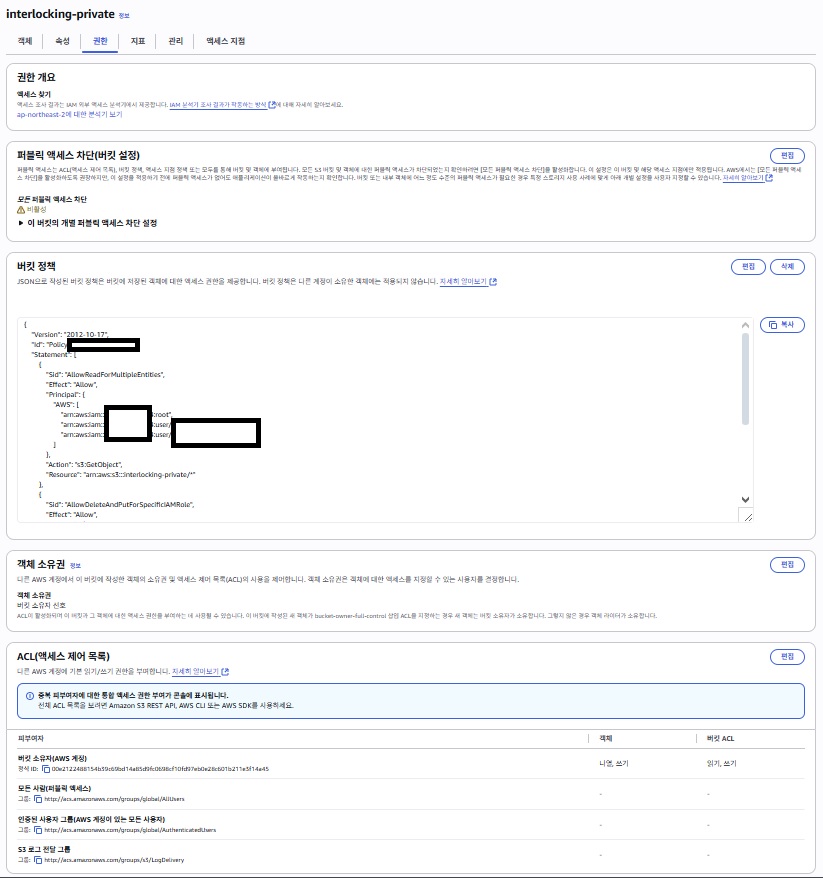 interlocking-private 정보
객체 속성 권한 지표 관리 액세스 지점
권한 개요
액세스 찾기
액세스 조사 결과는 IAM 외부 액세스 분석기에서 제공합니다. IAM 분석기 조사 결과가 작동하는 방식 에 대해 자세히 알아보세요.
ap-northeast-2에 대한 분석기 보기
퍼블릭 액세스 차단(버킷 설정)
편집
퍼블릭 액세스는 ACL(액세스 제어 목록), 버킷 정책, 액세스 지점 정책 또는 모두를 통해 버킷 및 객체에 부여됩니다. 모든 S3 버킷 및 객체에 대한 퍼블릭 액세스가 차단되었는지 확인하려면 [모든 퍼블릭 액세스 차단]을 활성화합니다. 이 설정은 이 버킷 및 해당 액세스 지점에만 적용됩니다. AWS에서는 [모든 퍼블릭 액세
스 차단]을 활성화하도록 권장하지만, 이 설정을 적용하기 전에 퍼블릭 액세스가 없어도 애플리케이션이 올바르게 작동하는지 확인합니다. 버킷 또는 내부 객체에 어느 정도 수준의 퍼블릭 액세스가 필요한 경우 특정 스토리지 사용 사례에 맞게 아래 개별 설정을 사용자 지정할 수 있습니다. 자세히 알아보기
모든 퍼블릭 액세스 차단
비활성
이 버킷의 개별 퍼블릭 액세스 차단 설정
버킷 정책
편집 삭제
JSON으로 작성된 버킷 정책은 버킷에 저장된 객체에 대한 액세스 권한을 제공합니다. 버킷 정책은 다른 계정이 소유한 객체에는 적용되지 않습니다. 자세히 알아보기
복사
{
"Version": "2012-10-17",
"Id": "Policy
"Statement": [
{
"Sid": "AllowReadForMultipleEntities",
"Effect": "Allow",
"Principal": {
"AWS": [
"arn:aws:iam: :root",
"arn:aws:iam: :user/
"arn:aws:iam: :user/
]
},
"Action": "s3:GetObject",
"Resource": "arn:aws:s3:::interlocking-private/*"
},
{
"Sid": "AllowDeleteAndPutForSpecificIAMRole",
"Effect": "Allow",
객체 소유권 정보
편집
다른 AWS 계정에서 이 버킷에 작성한 객체의 소유권 및 액세스 제어 목록(ACL)의 사용을 제어합니다. 객체 소유권은 객체에 대한 액세스를 지정할 수 있는 사용자를 결정합니다.
객체 소유권
버킷 소유자 선호
ACL이 활성화되며 이 버킷과 그 객체에 대한 액세스 권한을 부여하는 데 사용될 수 있습니다. 이 버킷에 작성된 새 객체가 bucket-owner-full-control 삽입 ACL을 지정하는 경우 새 객체는 버킷 소유자가 소유합니다. 그렇지 않은 경우 객체 라이터가 소유합니다.
ACL(액세스 제어 목록)
편집
다른 AWS 계정에 기본 읽기/쓰기 권한을 부여합니다. 자세히 알아보기
중복 피부여자에 대한 통합 액세스 권한 부여가 콘솔에 표시됩니다.
전체 ACL 목록을 보려면 Amazon S3 REST API, AWS CLI 또는 AWS SDK를 사용하세요.
피부여자 객체 버킷 ACL
버킷 소유자(AWS 계정)
나열, 쓰기 읽기, 쓰기
정식 ID:
모든 사람(퍼블릭 액세스)
그룹: http://acs.amazonaws.com/groups/global/AllUsers
- -
인증된 사용자 그룹(AWS 계정이 있는 모든 사용자)
그룹: http://acs.amazonaws.com/groups/global/AuthenticatedUsers
- -
S3 로그 전달 그룹
그룹: http://acs.amazonaws.com/groups/s3/LogDelivery
- -